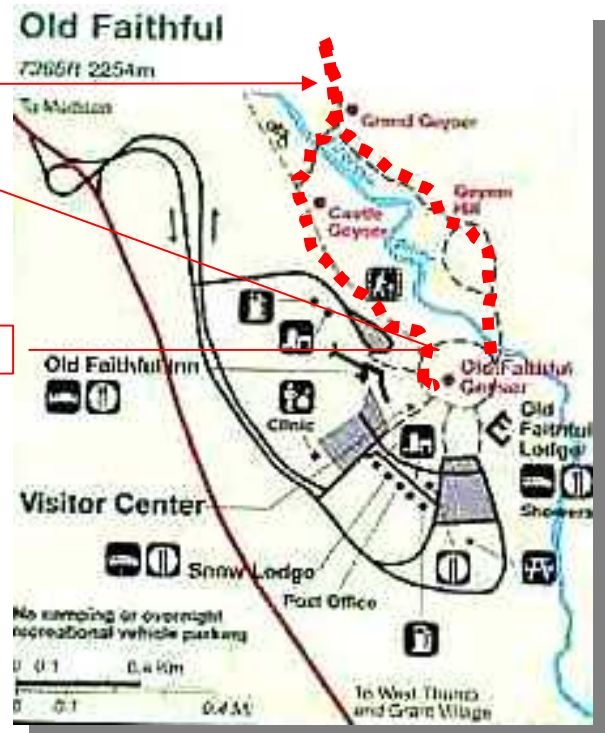 Old Faithful
7365ft 2254m
To Madison
Grand Geyser
Geyser
Hill
Castle
Geyser
Old Faithful Inn
Old Faithful
Geyser
Clinic
Old
Faithful
Lodge
Visitor Center
Showers
Snow Lodge
Post Office
No camping or overnight
recreational vehicle parking
0 0.1 0.4 Km
0 0.1 0.4 Mi
To West Thumb
and Grant Village